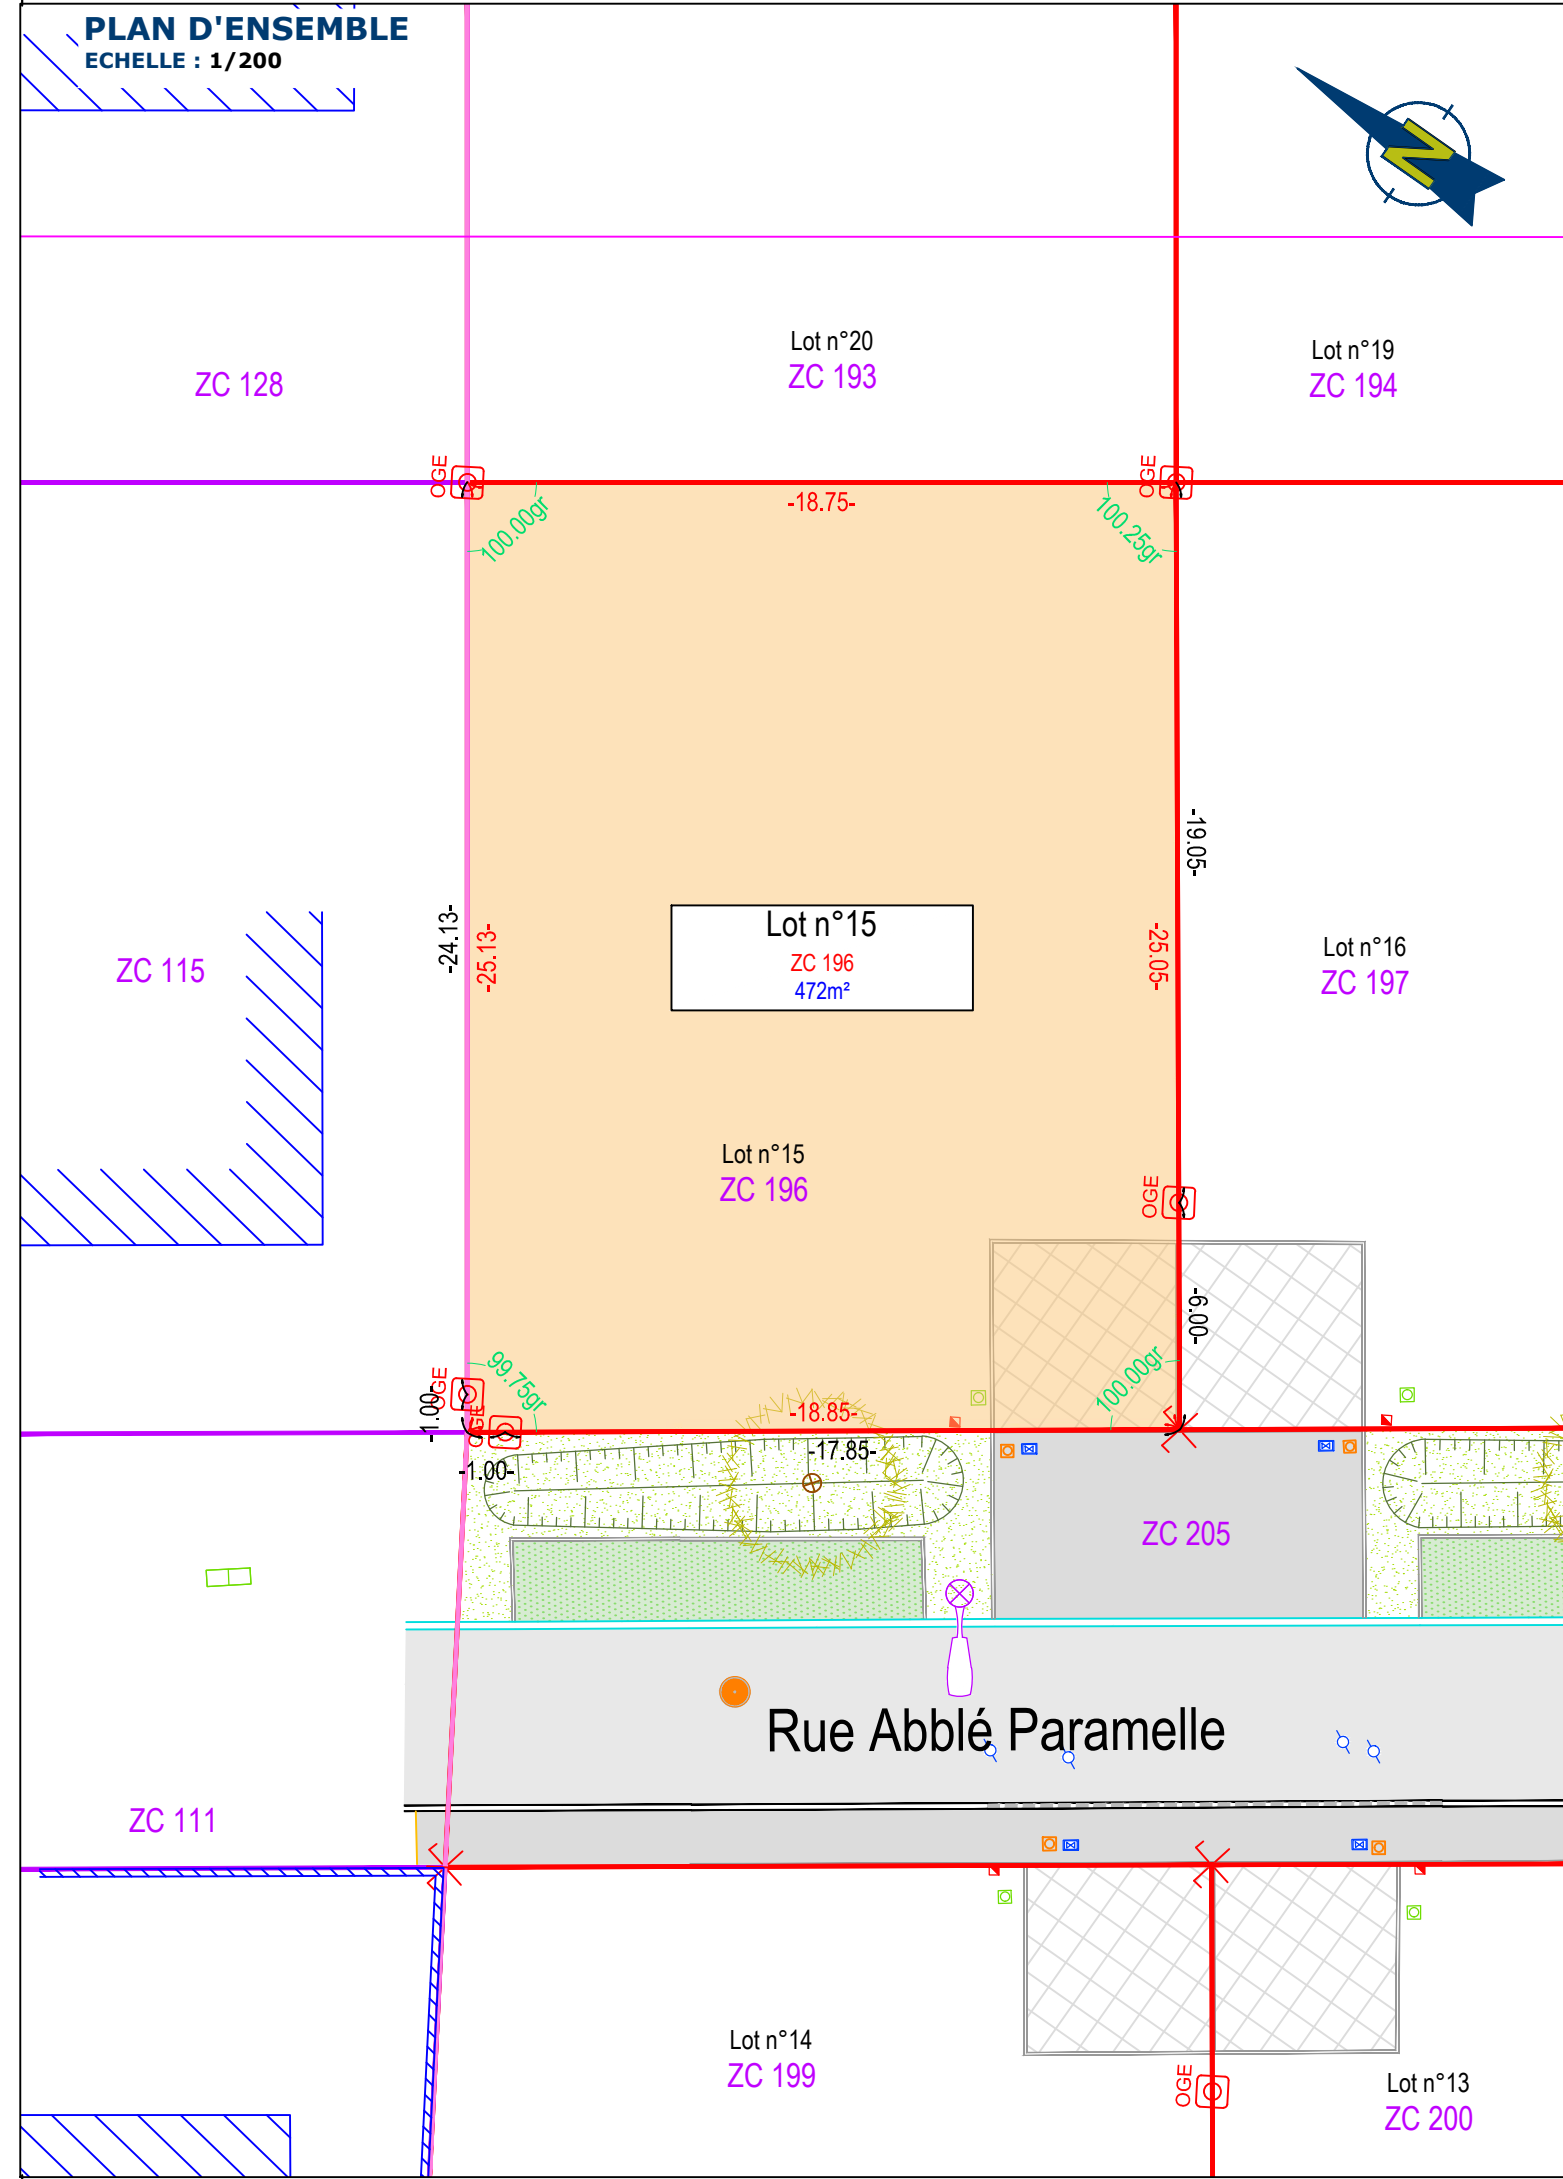 PLAN D'ENSEMBLE
ECHELLE : 1/200
N
Lot n°20
ZC 193
Lot n°19
ZC 194
ZC 128
OGE
OGE
-18.75-
100.00gr
100.25gr
-19.05-
-24.13-
-25.13-
-25.05-
Lot n°15
ZC 196
472m²
ZC 115
Lot n°16
ZC 197
Lot n°15
ZC 196
OGE
-6.00-
99.75gr
100.00gr
OGE
-1.00-
OGE
-18.85-
-17.85-
-1.00-
ZC 205
Rue Abblé Paramelle
ZC 111
Lot n°14
ZC 199
OGE
Lot n°13
ZC 200